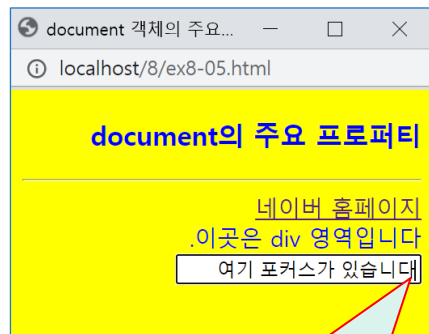 document 객체의 주요...
localhost/8/ex8-05.html
document의 주요 프로퍼티
네이버 홈페이지
.이곳은 div 영역입니다
여기 포커스가 있습니다